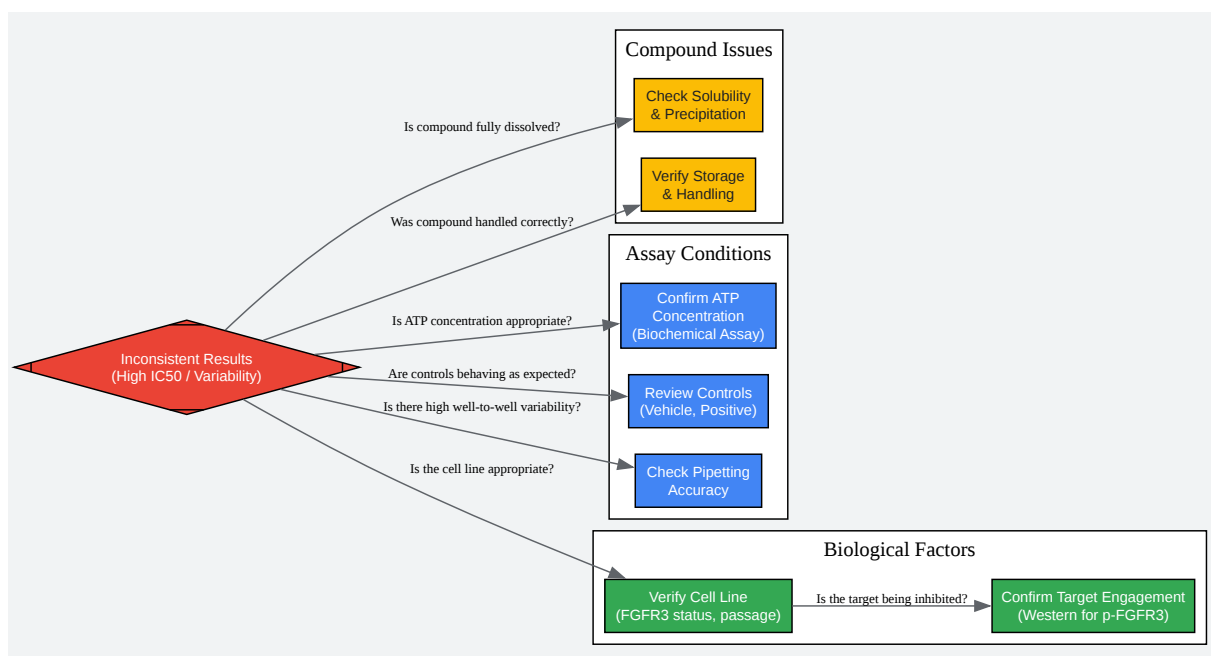 Compound Issues
Check Solubility
& Precipitation
Is compound fully dissolved?
Verify Storage
& Handling
Was compound handled correctly?
Assay Conditions
Confirm ATP
Concentration
(Biochemical Assay)
Is ATP concentration appropriate?
Inconsistent Results
(High IC50 / Variability)
Are controls behaving as expected?
Review Controls
(Vehicle, Positive)
Is there high well-to-well variability?
Check Pipetting
Accuracy
Is the cell line appropriate?
Biological Factors
Verify Cell Line
(FGFR3 status, passage)
Is the target being inhibited?
Confirm Target Engagement
(Western for p-FGFR3)